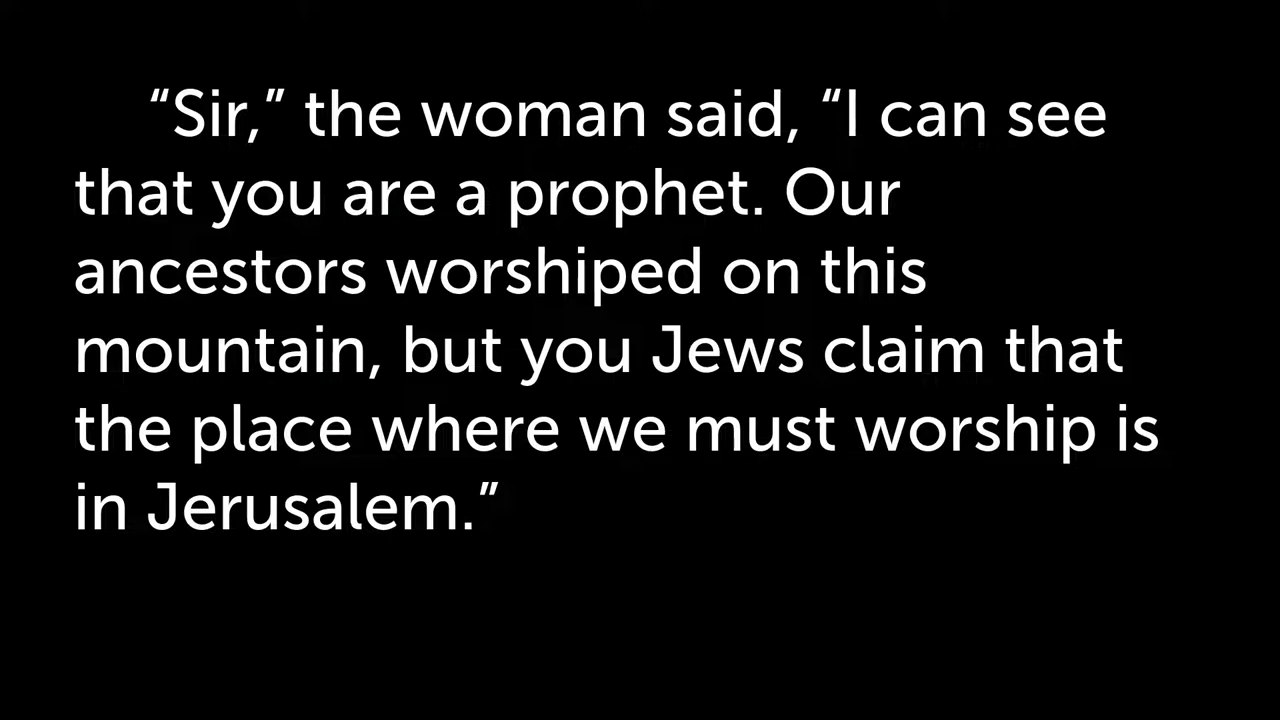 “Sir,” the woman said, “I can see
that you are a prophet. Our
ancestors worshiped on this
mountain, but you Jews claim that
the place where we must worship is
in Jerusalem.”